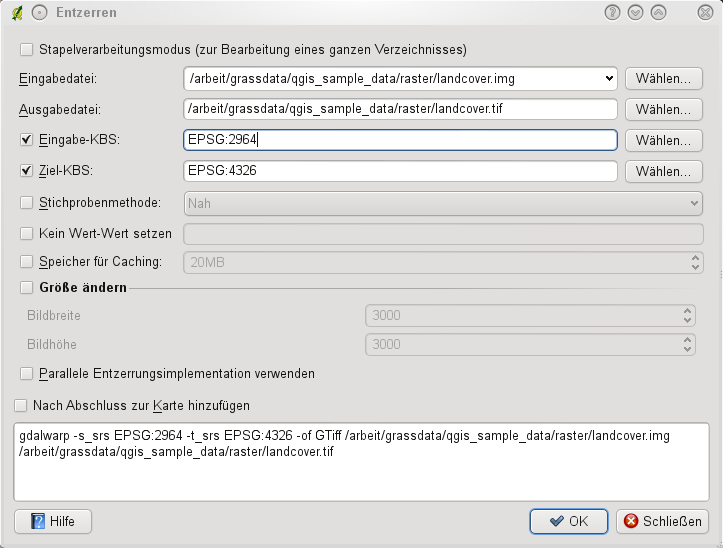 Entzerren
Stapelverarbeitungsmodus (zur Bearbeitung eines ganzen Verzeichnisses)
Eingabedatei: /arbeit/grassdata/qgis_sample_data/raster/landcover.img Wählen...
Ausgabedatei: /arbeit/grassdata/qgis_sample_data/raster/landcover.tif Wählen...
Eingabe-KBS: EPSG:2964 Wählen...
Ziel-KBS: EPSG:4326 Wählen...
Stichprobenmethode: Nah
Kein Wert-Wert setzen
Speicher für Caching: 20MB
Größe ändern
Bildbreite 3000
Bildhöhe 3000
Parallele Entzerrungsimplementation verwenden
Nach Abschluss zur Karte hinzufügen
gdalwarp -s_srs EPSG:2964 -t_srs EPSG:4326 -of GTiff /arbeit/grassdata/qgis_sample_data/raster/landcover.img
/arbeit/grassdata/qgis_sample_data/raster/landcover.tif
Hilfe OK Schließen